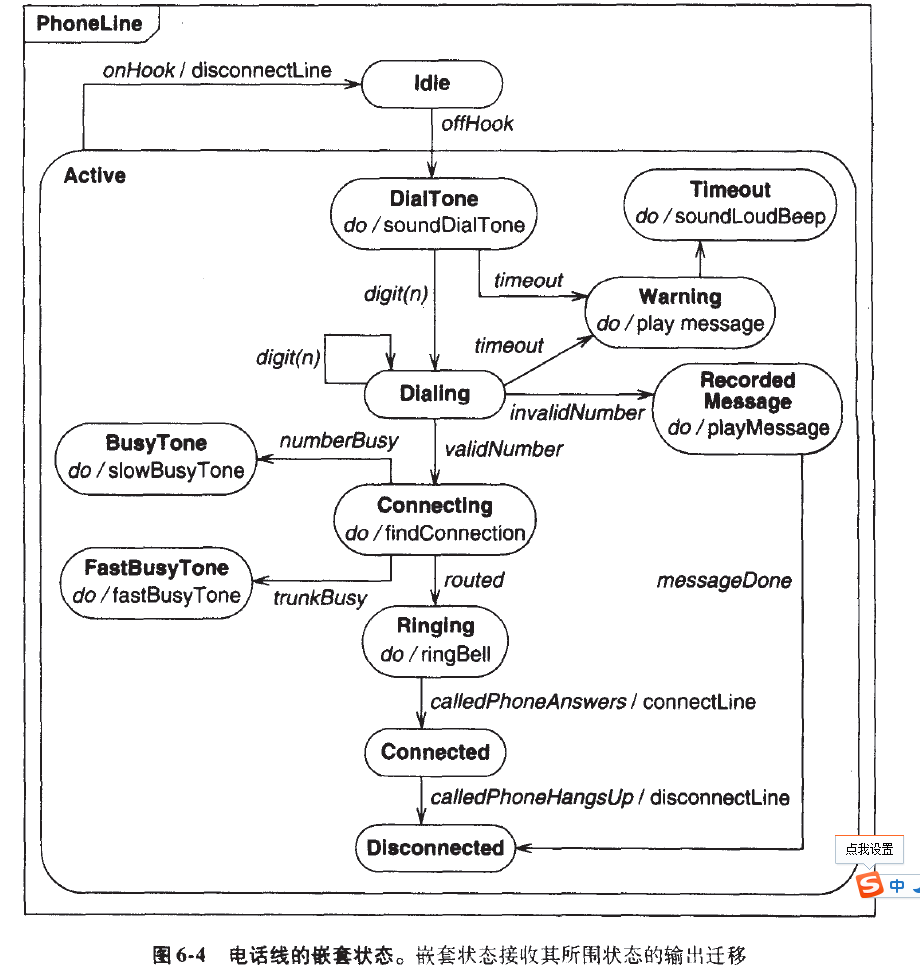 PhoneLine
onHook / disconnectLine
Idle
offHook
Active
DialTone
do / soundDialTone
Timeout
do / soundLoudBeep
timeout
Warning
do / play message
digit(n)
digit(n)
timeout
Dialing
invalidNumber
Recorded
Message
do / playMessage
BusyTone
do / slowBusyTone
numberBusy
validNumber
Connecting
do / findConnection
FastBusyTone
do / fastBusyTone
trunkBusy
routed
messageDone
Ringing
do / ringBell
calledPhoneAnswers / connectLine
Connected
calledPhoneHangsUp / disconnectLine
Disconnected
点我设置
S中
图6-4 电话线的嵌套状态。嵌套状态接收其所围状态的输出迁移